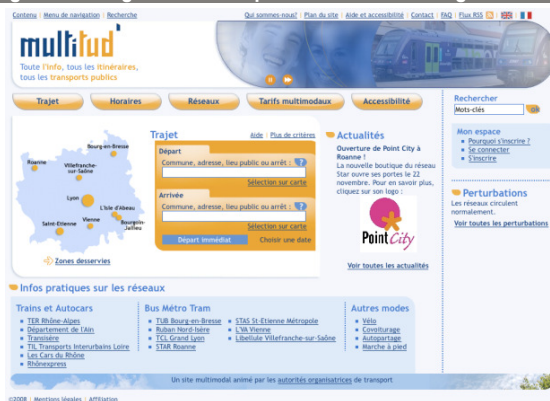 Contenu | Menu de navigation | Recherche
Qui sommes-nous? | Plan du site | Aide et accessibilité | Contact | FAQ | Flux RSS
multitud'
Toute l'info, tous les itinéraires,
tous les transports publics
Trajet
Horaires
Réseaux
Tarifs multimodaux
Accessibilité
Rechercher
Mots-clés
ok
Mon espace
Pourquoi s'inscrire ?
Se connecter
S'inscrire
Perturbations
Les réseaux circulent
normalement.
Voir toutes les perturbations
Bourg-en-Bresse
Roanne
Villefranche-
sur-Saône
Lyon
L'Isle d'Abeau
Saint-Etienne
Vienne
Bourgoin-
Jallieu
Zones desservies
Trajet
Aide | Plus de critères
Départ
Commune, adresse, lieu public ou arrêt : ?
Sélection sur carte
Arrivée
Commune, adresse, lieu public ou arrêt : ?
Sélection sur carte
Départ immédiat
Choisir une date
Actualités
Ouverture de Point City à
Roanne !
La nouvelle boutique du réseau
Star ouvre ses portes le 22
novembre. Pour en savoir plus,
cliquez sur son logo :
Point City
Voir toutes les actualités
Infos pratiques sur les réseaux
Trains et Autocars
TER Rhône-Alpes
Département de l'Ain
Transisère
TIL Transports Interurbains Loire
Les Cars du Rhône
Rhônexpress
Bus Métro Tram
TUB Bourg-en-Bresse
Ruban Nord-Isère
TCL Grand Lyon
STAR Roanne
STAS St-Etienne Métropole
L'VA Vienne
Libellule Villefranche-sur-Saône
Autres modes
Vélo
Covoiturage
Autopartage
Marche à pied
Un site multimodal animé par les autorités organisatrices de transport
©2008 | Mentions légales | Affiliation